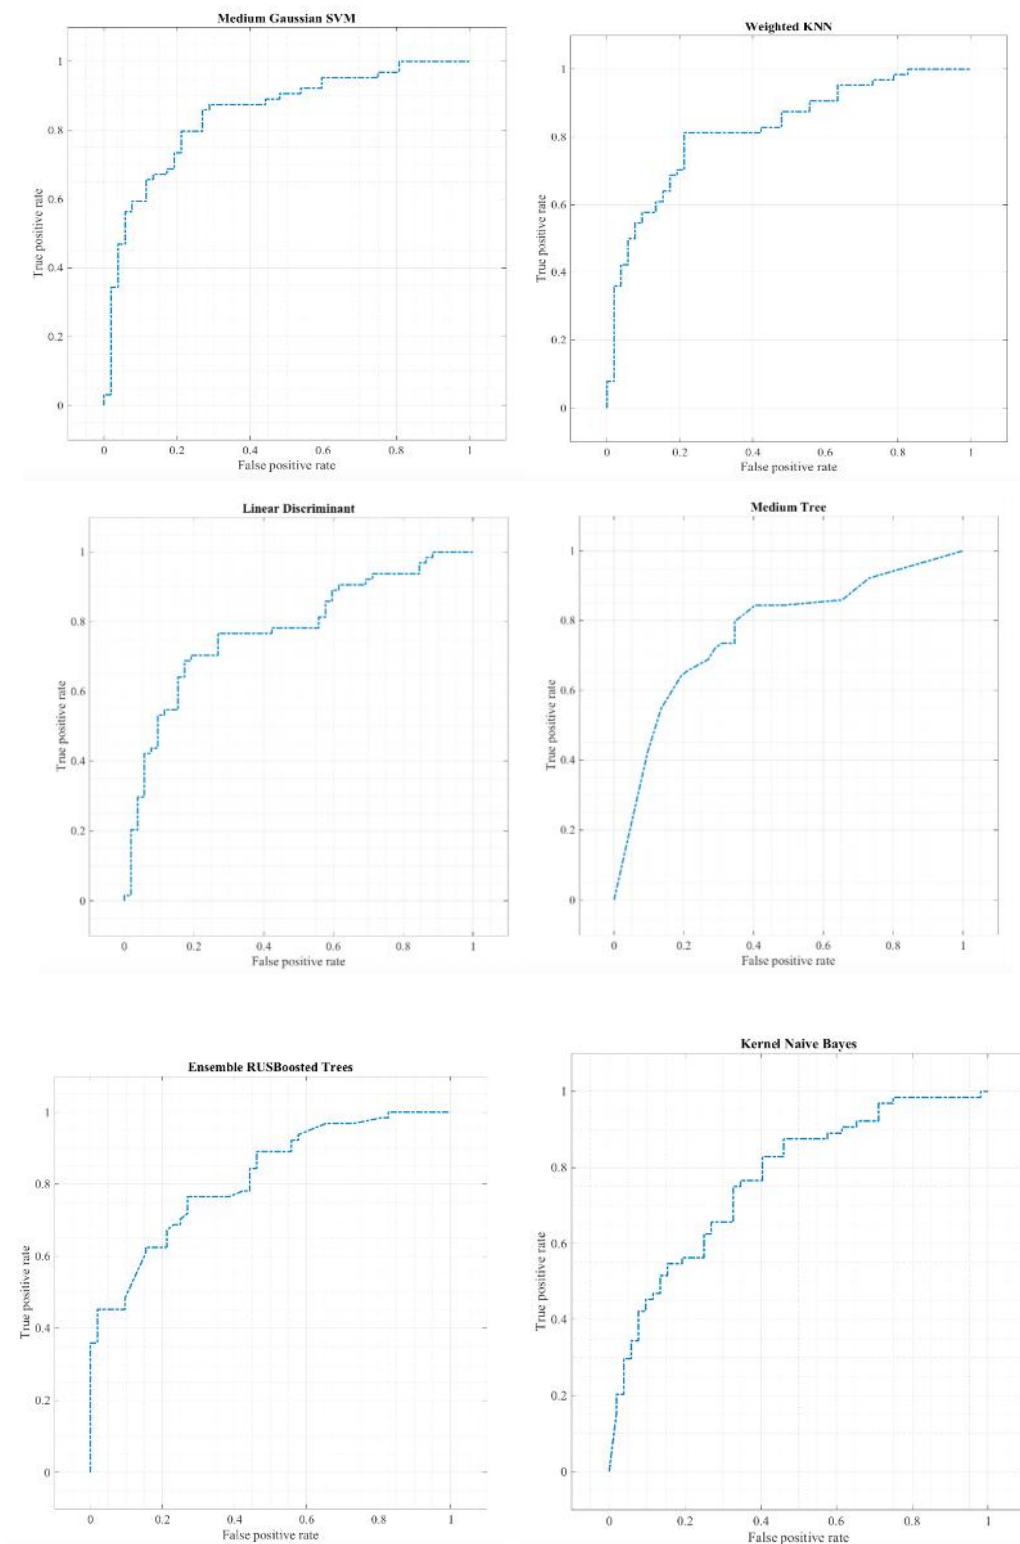 Medium Gaussian SVM
1
0.8
0.6
0.4
0.2
0
True positive rate
0 0.2 0.4 0.6 0.8 1
False positive rate
Weighted KNN
1
0.8
0.6
0.4
0.2
0
True positive rate
0 0.2 0.4 0.6 0.8 1
False positive rate
Linear Discriminant
1
0.8
0.6
0.4
0.2
0
True positive rate
0 0.2 0.4 0.6 0.8 1
False positive rate
Medium Tree
1
0.8
0.6
0.4
0.2
0
True positive rate
0 0.2 0.4 0.6 0.8 1
False positive rate
Ensemble RUSBoosted Trees
1
0.8
0.6
0.4
0.2
0
True positive rate
0 0.2 0.4 0.6 0.8 1
False positive rate
Kernel Naive Bayes
1
0.8
0.6
0.4
0.2
0
True positive rate
0 0.2 0.4 0.6 0.8 1
False positive rate